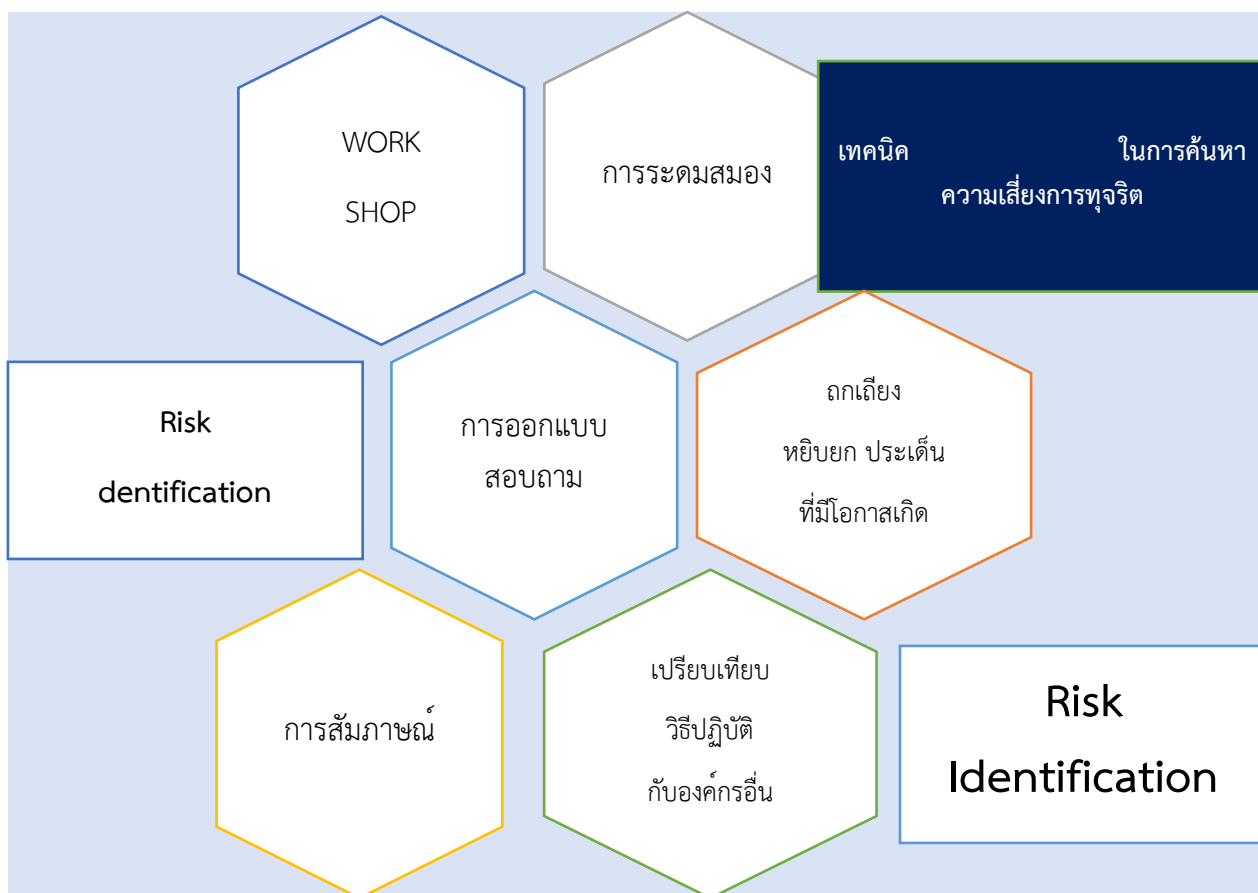 WORK
SHOP
การระดมสมอง
เทคนิค ในการค้นหา
ความเสี่ยงการทุจริต
Risk
dentification
การออกแบบ
สอบถาม
ถกเถียง
หยิบยก ประเด็น
ที่มีโอกาสเกิด
การสัมภาษณ์
เปรียบเทียบ
วิธีปฏิบัติ
กับองค์กรอื่น
Risk
Identification